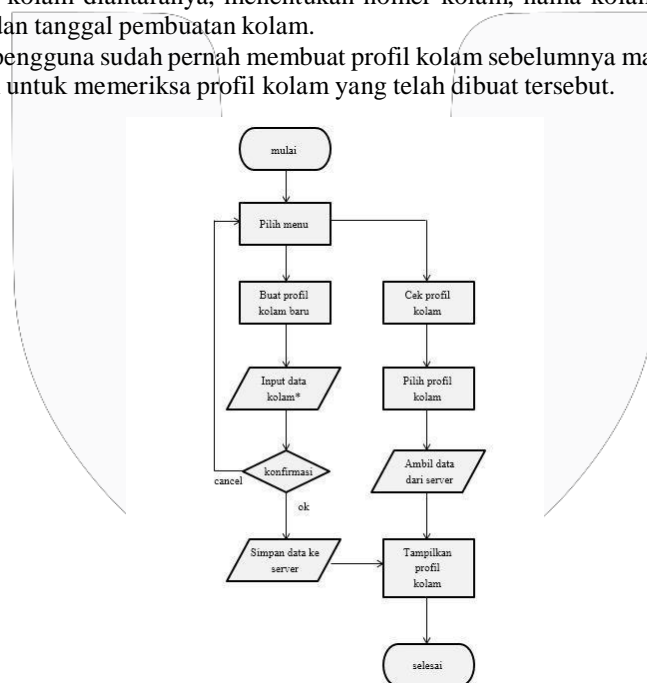 kolam diantaranya, menentukan nomer kolam, nama kolam
dan tanggal pembuatan kolam.
pengguna sudah pernah membuat profil kolam sebelumnya ma
untuk memeriksa profil kolam yang telah dibuat tersebut.
mulai
Pilih menu
Buat profil
kolam baru
Cek profil
kolam
Input data
kolam*
Pilih profil
kolam
konfirmasi
cancel
ok
Ambil data
dari server
Simpan data ke
server
Tampilkan
profil
kolam
selesai